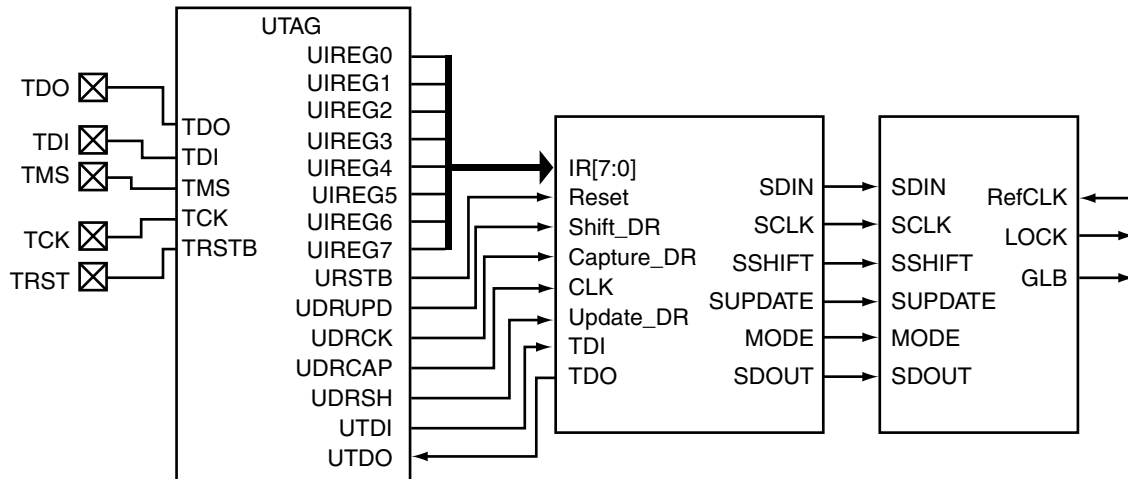 UTAG
UIREG0
UIREG1
UIREG2
UIREG3
UIREG4
UIREG5
UIREG6
UIREG7
URSTB
UDRUPD
UDRCK
UDRCAP
UDRSH
UTDI
UTDO
TDO
TDI
TMS
TCK
TRST
TDO
TDI
TMS
TCK
TRSTB
IR[7:0]
Reset
Shift_DR
Capture_DR
CLK
Update_DR
TDI
TDO
SDIN
SCLK
SSHIFT
SUPDATE
MODE
SDOUT
SDIN
SCLK
SSHIFT
SUPDATE
MODE
SDOUT
RefCLK
LOCK
GLB